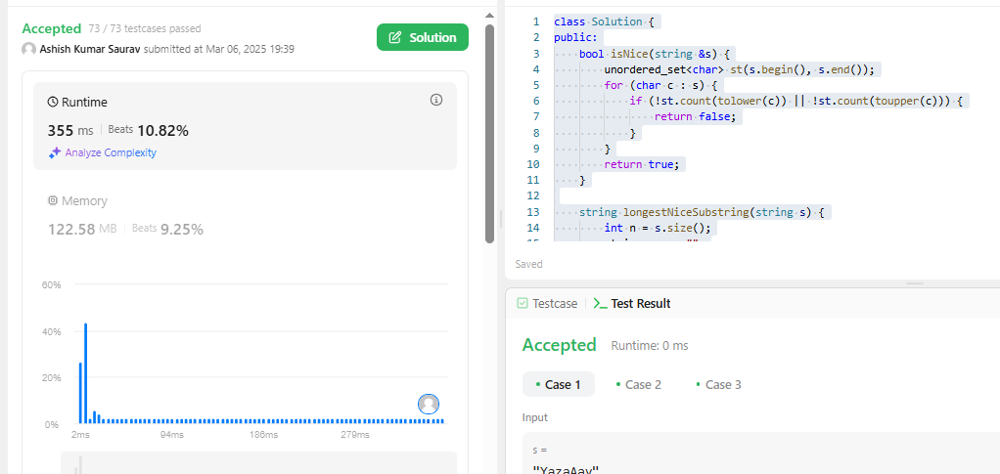 Accepted 73 / 73 testcases passed
Ashish Kumar Saurav submitted at Mar 06, 2025 19:39
Solution
Runtime
355 ms Beats 10.82%
Analyze Complexity
Memory
122.58 MB Beats 9.25%
60%
40%
20%
0%
2ms 94ms 186ms 279ms
1 class Solution {
2 public:
3 bool isNice(string &s) {
4 unordered_set<char> st(s.begin(), s.end());
5 for (char c : s) {
6 if (!st.count(tolower(c)) || !st.count(toupper(c))) {
7 return false;
8 }
9 }
10 return true;
11 }
12
13 string longestNiceSubstring(string s) {
14 int n = s.size();
Saved
Testcase Test Result
Accepted Runtime: 0 ms
Case 1 Case 2 Case 3
Input
s =
"YazaAay"